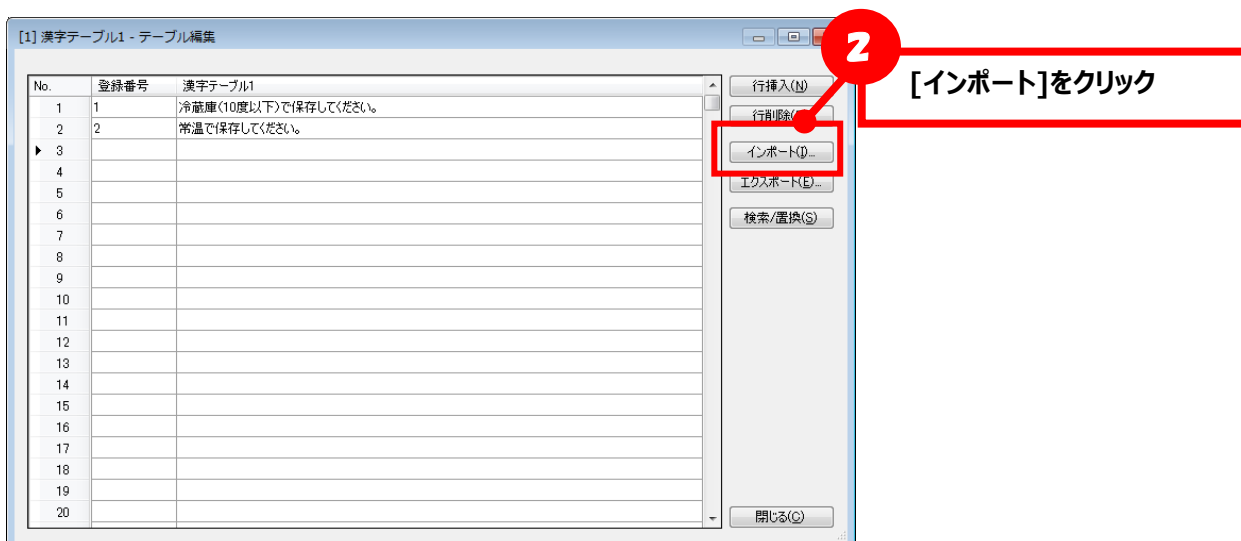 [1] 漢字テーブル1 - テーブル編集
2
[インポート]をクリック
No. 登録番号 漢字テーブル1
行挿入(N)
1 1 冷蔵庫(10度以下)で保存してください。
行削除(
2 2 常温で保存してください。
3
インポート(I)...
4
エクスポート(E)...
5
6
検索/置換(S)
7
8
9
10
11
12
13
14
15
16
17
18
19
20
閉じる(C)